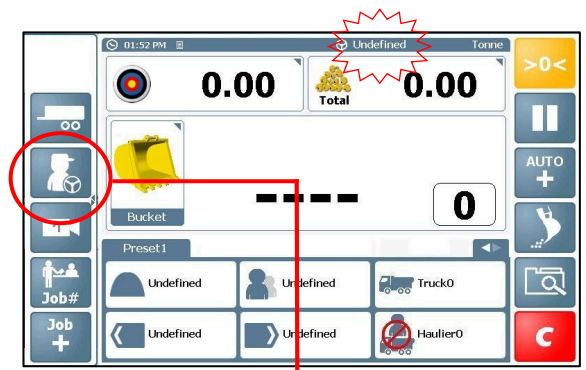 01:52 PM
Undefined
Tonne
0.00
Total
0.00
>0<
AUTO
+
Bucket
----
0
Preset1
Undefined
Undefined
Truck0
Job#
Undefined
Undefined
Haulier0
Job
+
C